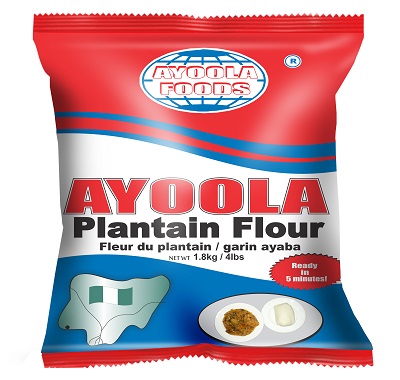 AYOOLA
FOODS
®
AYOOLA
Plantain Flour
Fleur du plantain / garin ayaba
NET WT 1.8kg / 4lbs
Ready
in
5 minutes!